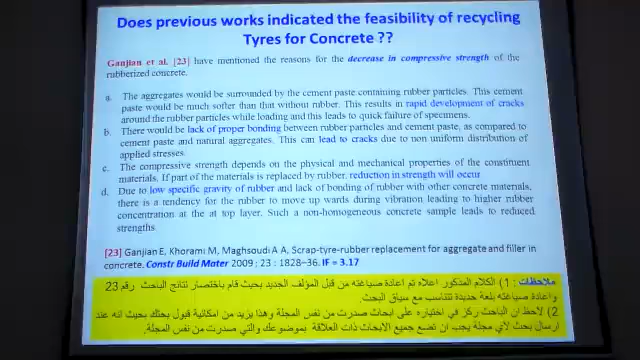 Does previous works indicated the feasibility of recycling
Tyres for Concrete ??
Ganjian et al. [23] have mentioned the reasons for the decrease in compressive strength of the
rubberized concrete.
a. The aggregates would be surrounded by the cement paste containing rubber particles. This cement
paste would be much softer than that without rubber. This results in rapid development of cracks
around the rubber particles while loading and this leads to quick failure of specimens.
b. There would be lack of proper bonding between rubber particles and cement paste, as compared to
cement paste and natural aggregates. This can lead to cracks due to non uniform distribution of
applied stresses.
c. The compressive strength depends on the physical and mechanical properties of the constituent
materials. If part of the materials is replaced by rubber, reduction in strength will occur
d. Due to low specific gravity of rubber and lack of bonding of rubber with other concrete materials,
there is a tendency for the rubber to move up wards during vibration leading to higher rubber
concentration at the at top layer. Such a non-homogeneous concrete sample leads to reduced
strengths
[23] Ganjian E, Khorami M, Maghsoudi A A, Scrap-tyre-rubber replacement for aggregate and filler in
concrete. Constr Build Mater 2009 ; 23 : 1828–36. IF = 3.17
ملاحظات : 1) الكلام المذكور اعلاه تم اعادة صياغته من قبل المؤلف الجديد بحيث قام باختصار نتائج البحث رقم 23
واعادة صياغته بلغة جديدة تتناسب مع سياق البحث.
2) لاحظ ان الباحث ركز في اختياره على ابحاث صدرت من نفس المجلة وهذا يزيد من امكانية قبول بحثك بحيث انه عند
ارسال بحث لاي مجلة يجب ان تضع جميع الابحاث ذات العلاقة بموضوعك والتي صدرت من نفس المجلة.